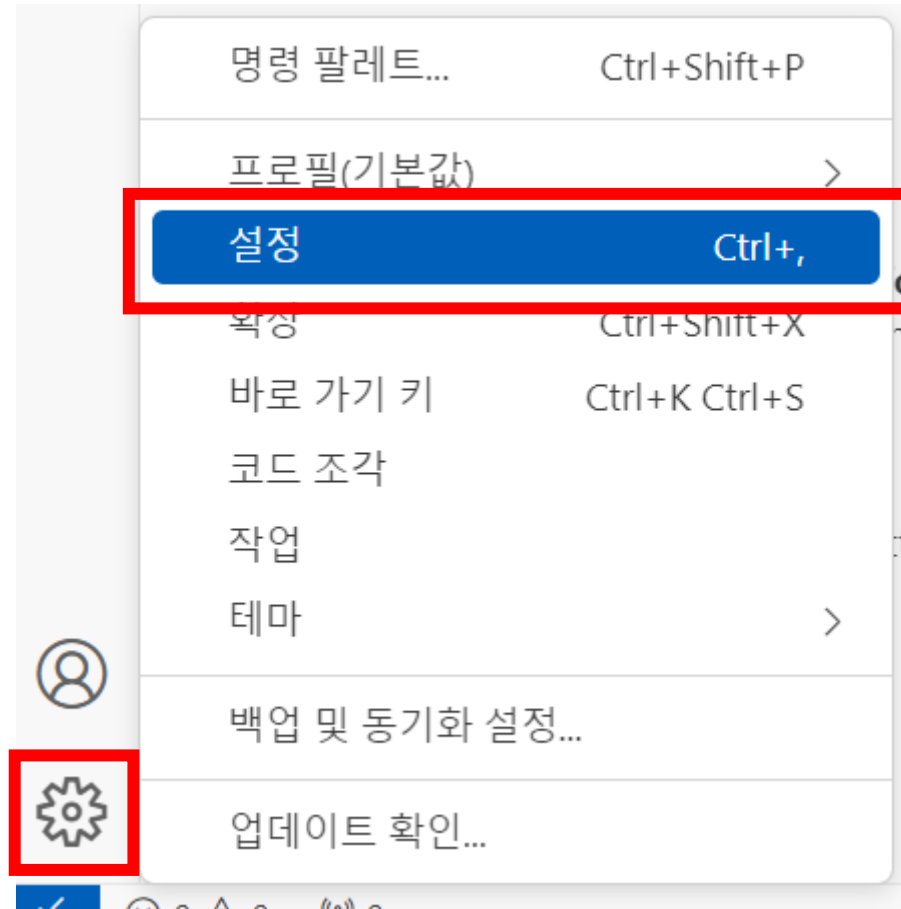 명령 팔레트... Ctrl+Shift+P
프로필(기본값)
설정 Ctrl+,
확장 Ctrl+Shift+X
바로 가기 키 Ctrl+K Ctrl+S
코드 조각
작업
테마
백업 및 동기화 설정...
업데이트 확인...